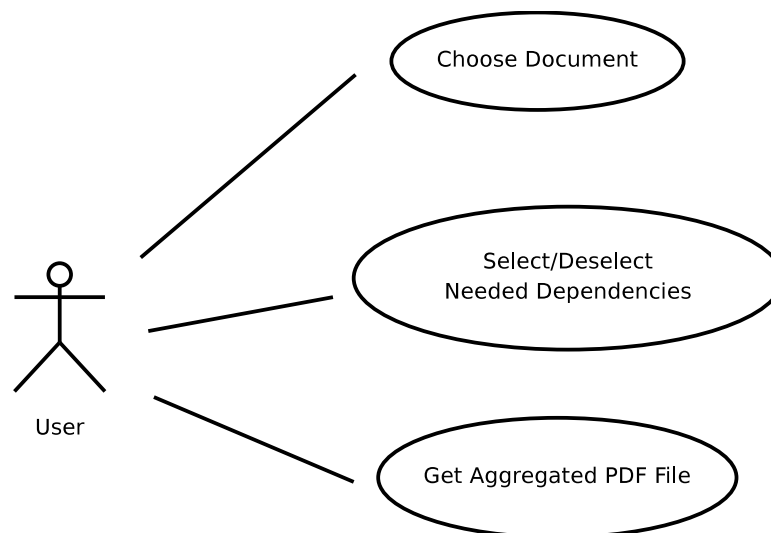 Choose Document
Select/Deselect
Needed Dependencies
User
Get Aggregated PDF File